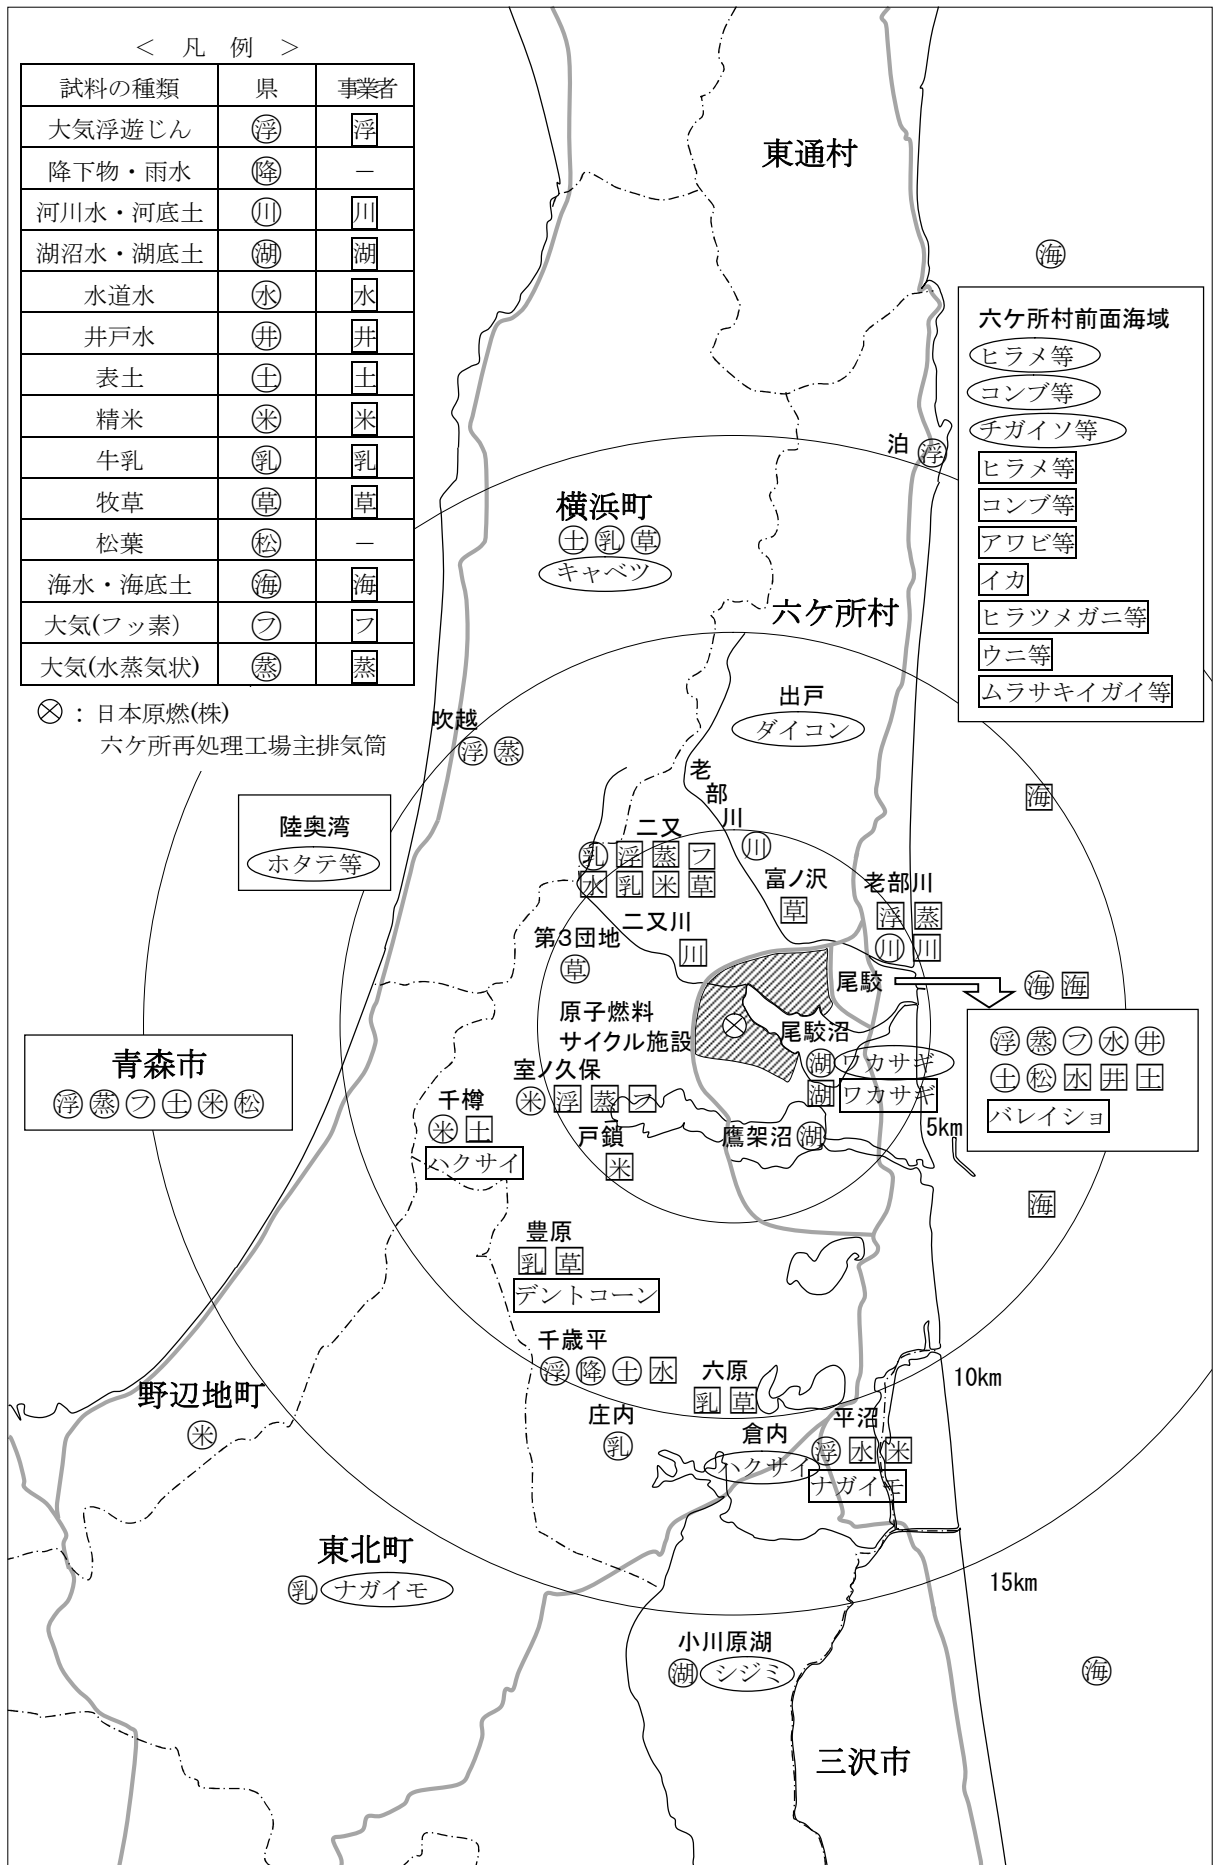 ＜ 凡 例 ＞
試料の種類 県 事業者
大気浮遊じん 浮 浮
降下物・雨水 降 －
河川水・河底土 川 川
湖沼水・湖底土 湖 湖
水道水 水 水
井戸水 井 井
表土 土 土
精米 米 米
牛乳 乳 乳
牧草 草 草
松葉 松 －
海水・海底土 海 海
大気(フッ素) フ フ
大気(水蒸気状) 蒸 蒸
⊗ : 日本原燃(株)
六ケ所再処理工場主排気筒
東通村
海
六ケ所村前面海域
ヒラメ等
コンブ等
チガイソ等
ヒラメ等
コンブ等
アワビ等
イカ
ヒラツメガニ等
ウニ等
ムラサキイガイ等
泊 浮
横浜町
土 乳 草
キャベツ
六ケ所村
出戸
ダイコン
吹越
浮 蒸
老部川
川
海
陸奥湾
ホタテ等
二又
乳 浮 蒸 フ
水 乳 米 草
富ノ沢
草
老部川
浮 蒸
川 川
二又川
川
第3団地
草
尾駮
海 海
浮 蒸 フ 水 井
土 松 水 井 土
バレイショ
原子燃料
サイクル施設
尾駮沼
湖 ワカサギ
湖 ワカサギ
青森市
浮 蒸 フ 土 米 松
室ノ久保
米 浮 蒸 フ
千樽
米 土
ハクサイ
戸鎖
米
鷹架沼 湖
5km
海
豊原
乳 草
デントコーン
千歳平
浮 降 土 水
六原
乳 草
10km
野辺地町
米
庄内
乳
倉内
ハクサイ
平沼
浮 水 米
ナガイモ
東北町
乳 ナガイモ
15km
小川原湖
湖 シジミ
海
三沢市